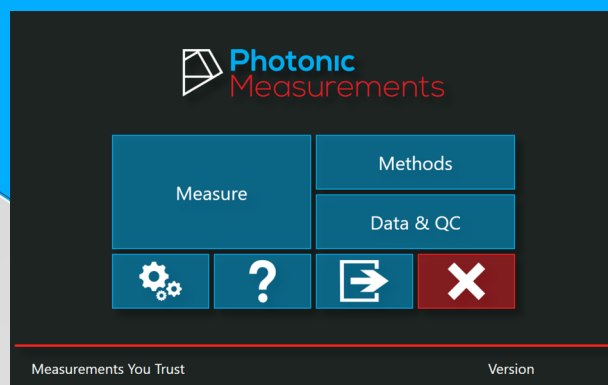 Photonic
Measurements
Measure
Methods
Data & QC
?
Measurements You Trust
Version